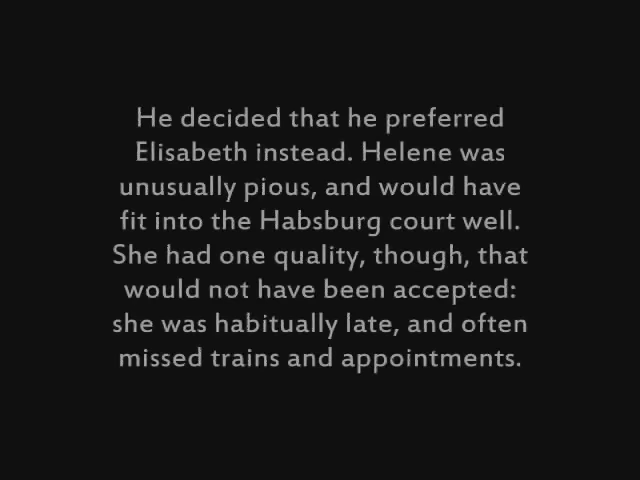 He decided that he preferred
Elisabeth instead. Helene was
unusually pious, and would have
fit into the Habsburg court well.
She had one quality, though, that
would not have been accepted:
she was habitually late, and often
missed trains and appointments.